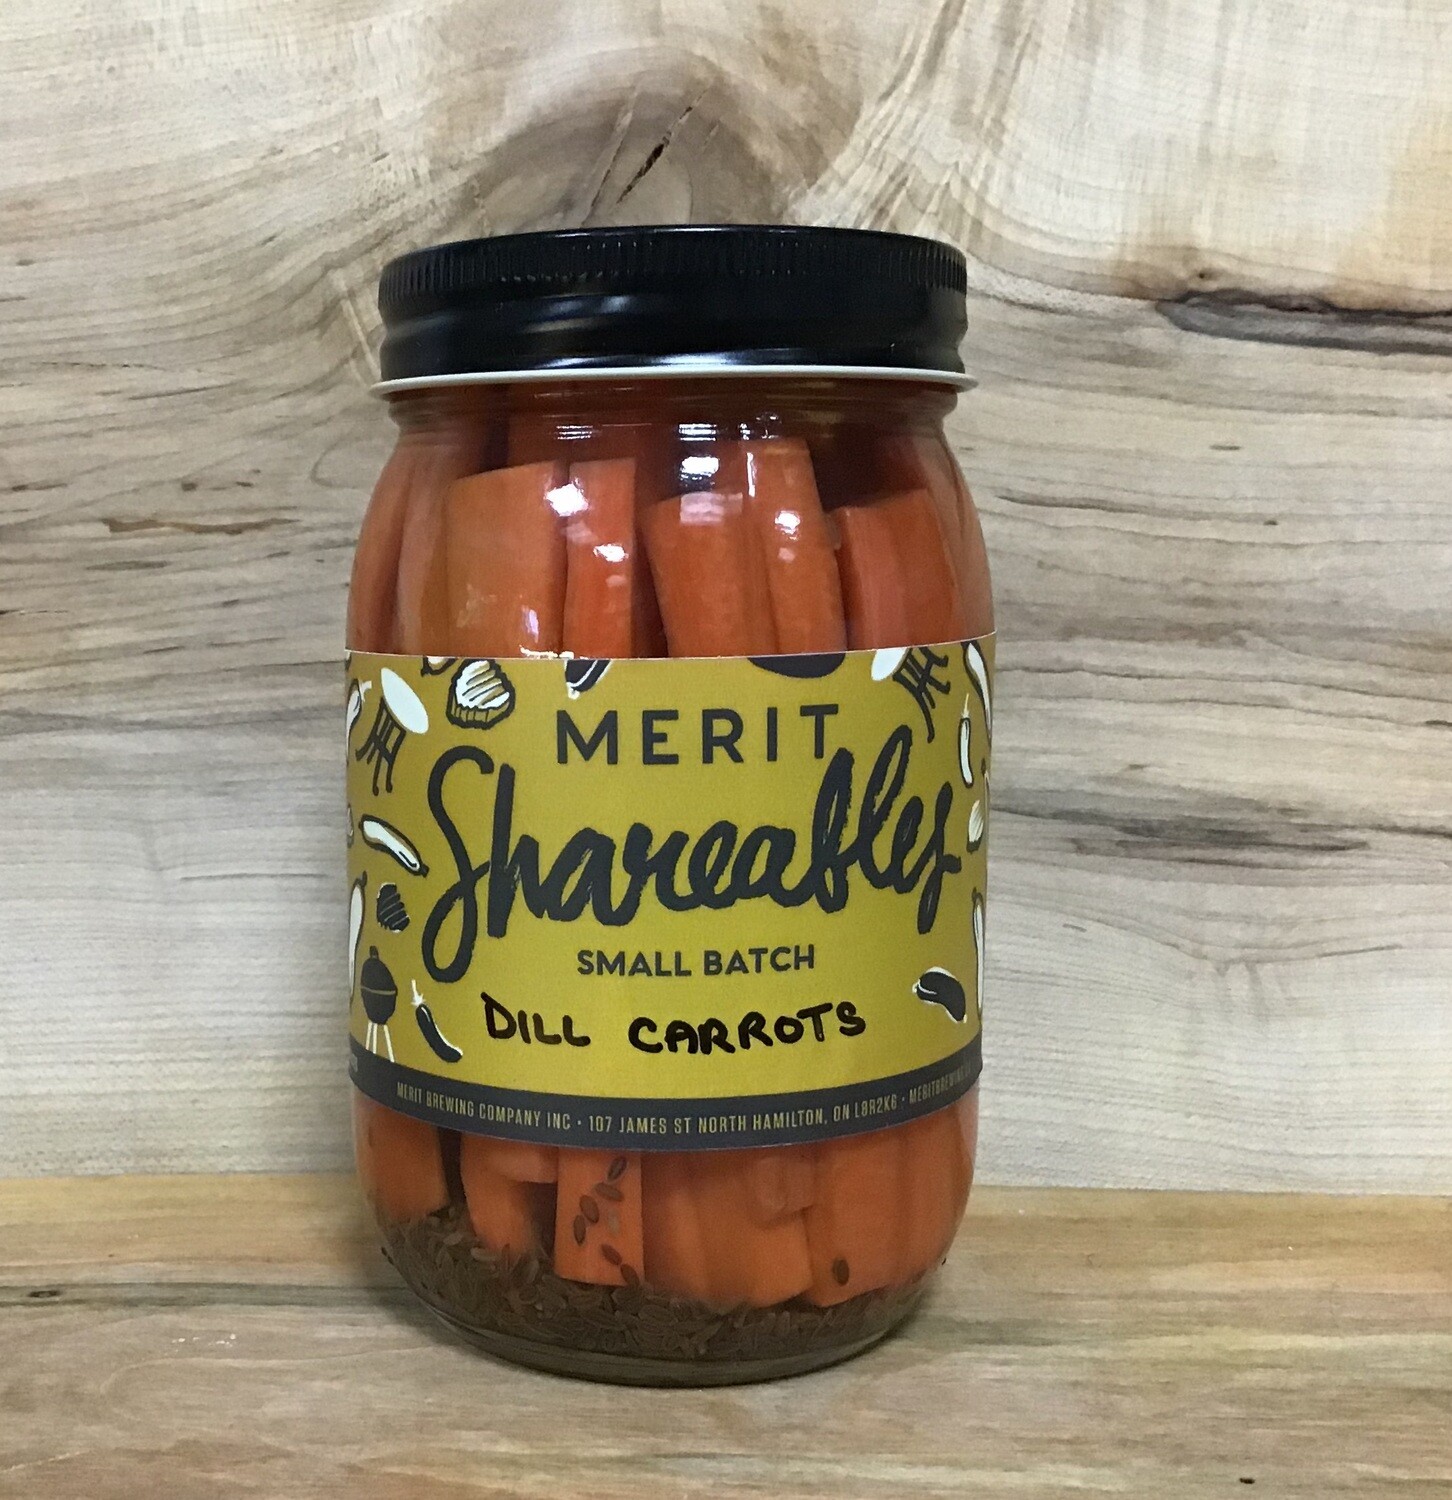 MERIT
Shareables
SMALL BATCH
DILL CARROTS
MERIT BREWING COMPANY INC • 107 JAMES ST NORTH HAMILTON, ON L8R2K6 •